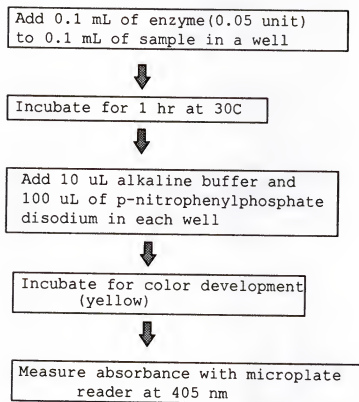 Add 0.1 mL of enzyme(0.05 unit)
to 0.1 mL of sample in a well
Incubate for 1 hr at 30C
Add 10 uL alkaline buffer and
100 uL of p-nitrophenylphosphate
disodium in each well
Incubate for color development
(yellow)
Measure absorbance with microplate
reader at 405 nm